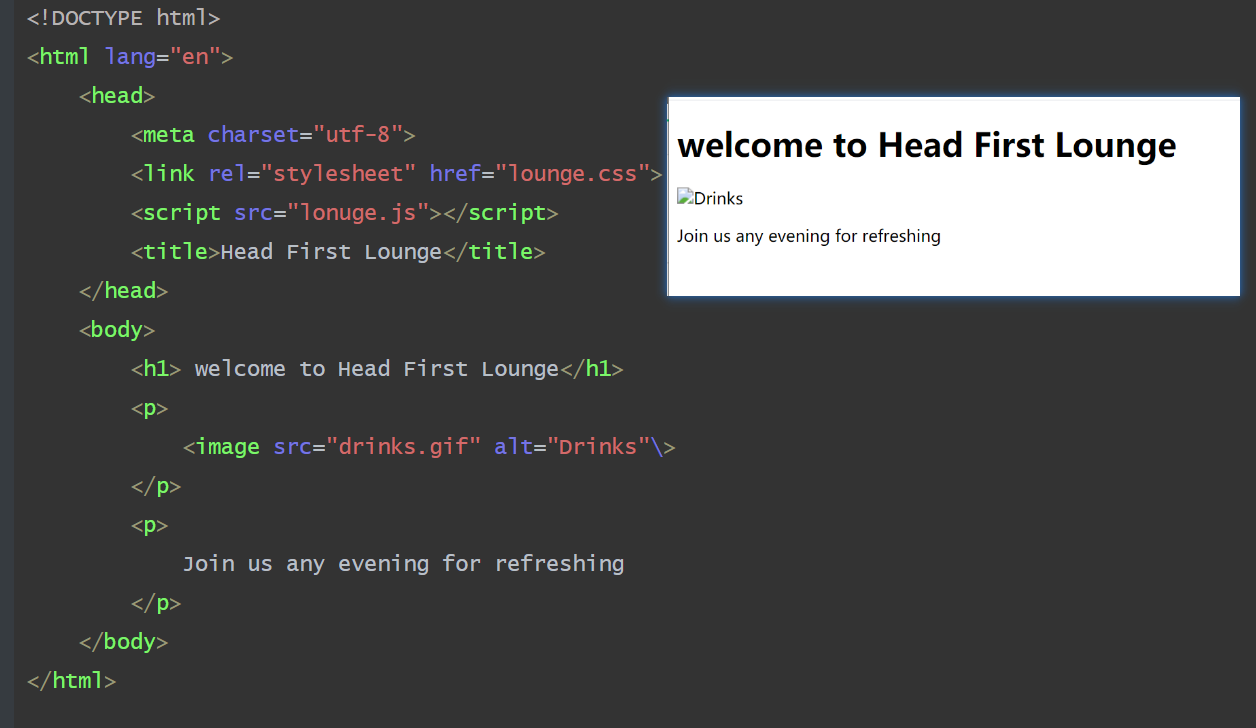 <!DOCTYPE html>
<html lang="en">
    <head>
        <meta charset="utf-8">
        <link rel="stylesheet" href="lounge.css">
        <script src="lonuge.js"></script>
        <title>Head First Lounge</title>
    </head>
    <body>
        <h1> welcome to Head First Lounge</h1>
        <p>
            <image src="drinks.gif" alt="Drinks"\>
        </p>
        <p>
            Join us any evening for refreshing
        </p>
    </body>
</html>
welcome to Head First Lounge
Drinks
Join us any evening for refreshing